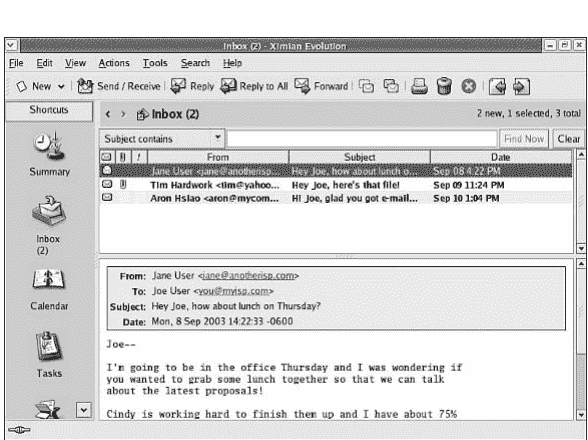 Inbox (2) - Ximian Evolution
File Edit View Actions Tools Search Help
New Send / Receive Reply Reply to All Forward
Shortcuts Inbox (2) 2 new, 1 selected, 3 total
Subject contains Find Now Clear
! From Subject Date
Jane User <jane@anotherisp... Hey Joe, how about lunch o... Sep 08 4:22 PM
Tim Hardwork <tim@yahoo... Hey Joe, here's that file! Sep 09 11:24 PM
Aron Hsiao <aron@mycom... Hi Joe, glad you got e-mail... Sep 10 1:04 PM
Summary
Inbox
(2)
Calendar
Tasks
From: Jane User <jane@anotherisp.com>
To: Joe User <you@myisp.com>
Subject: Hey Joe, how about lunch on Thursday?
Date: Mon, 8 Sep 2003 14:22:33 -0600
Joe--
I'm going to be in the office Thursday and I was wondering if
you wanted to grab some lunch together so that we can talk
about the latest proposals!
Cindy is working hard to finish them up and I have about 75%